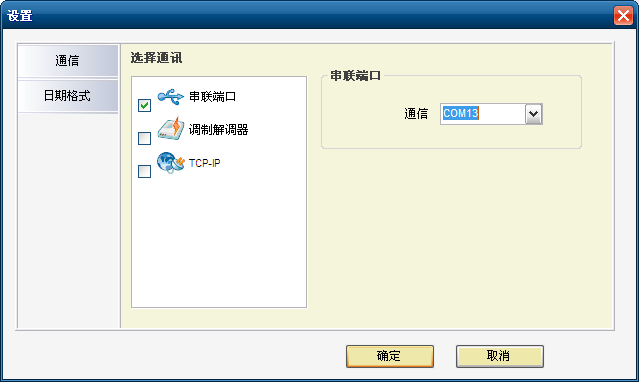 设置
通信
日期格式
选择通讯
串联端口
调制解调器
TCP-IP
串联端口
通信
COM13
确定
取消